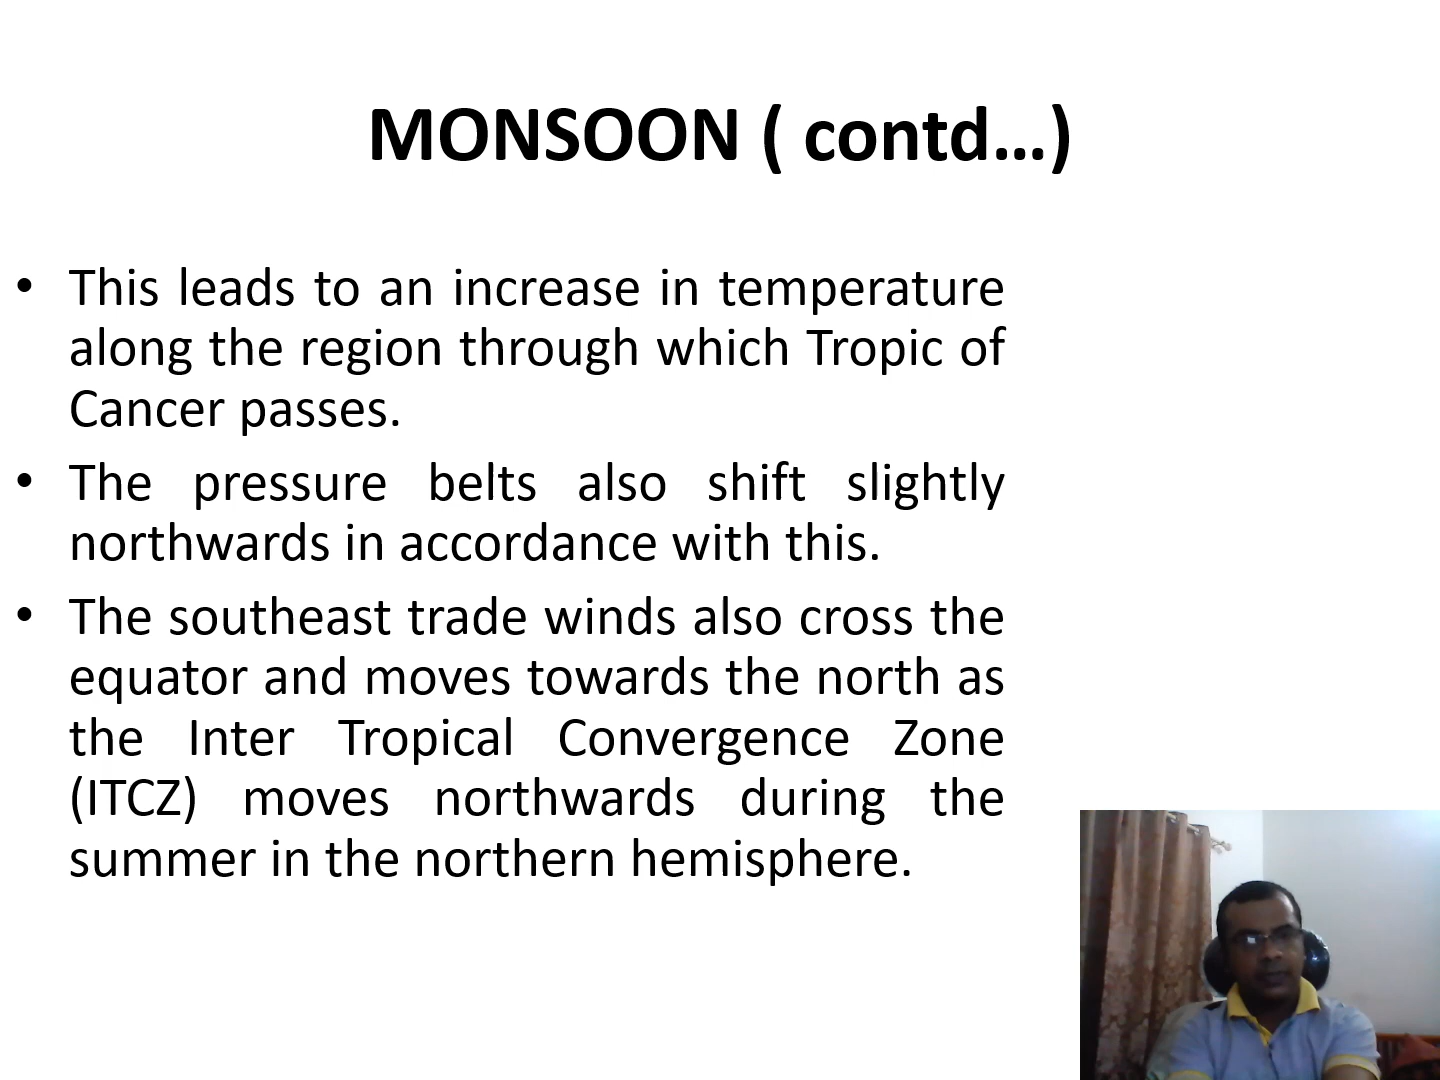 MONSOON ( contd…)
• This leads to an increase in temperature
along the region through which Tropic of
Cancer passes.
• The pressure belts also shift slightly
northwards in accordance with this.
• The southeast trade winds also cross the
equator and moves towards the north as
the Inter Tropical Convergence Zone
(ITCZ) moves northwards during the
summer in the northern hemisphere.